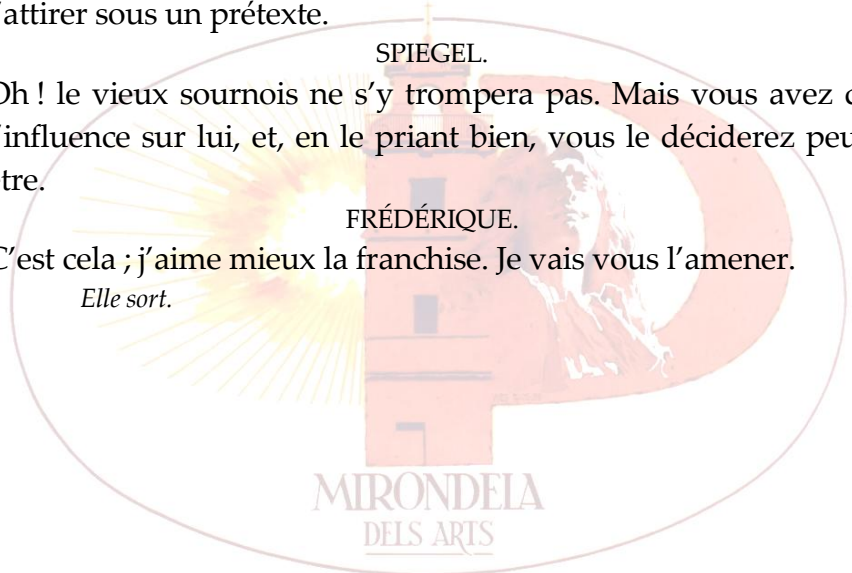 'attirer sous un prétexte.
SPIEGEL.
Oh ! le vieux sournois ne s'y trompera pas. Mais vous avez
'influence sur lui, et, en le priant bien, vous le déciderez peu
être.
FRÉDÉRIQUE.
C'est cela ; j'aime mieux la franchise. Je vais vous l'amener.
Elle sort.
MIRONDELA
DELS ARTS